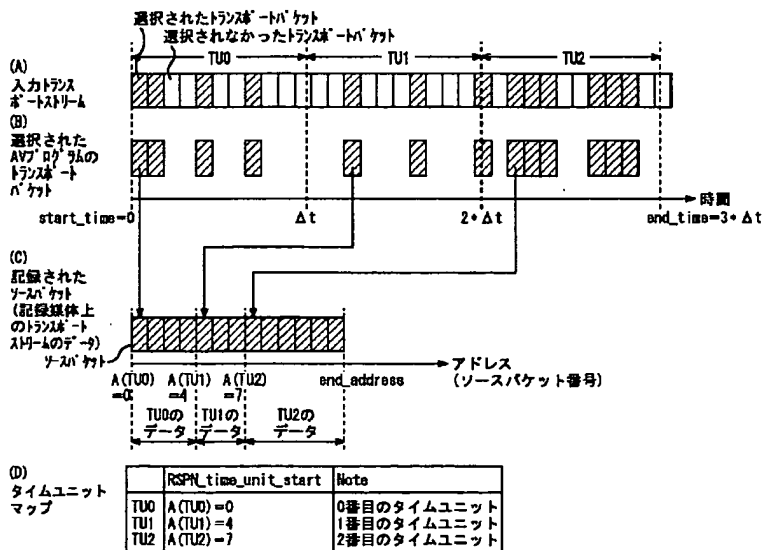 選択されたトランスポートパケット
選択されなかったトランスポートパケット
TU0 TU1 TU2
(A)
入力トランス
ポートストリーム
(B)
選択された
AVプログラムの
トランスポート
パケット
時間
start_time=0 Δt 2*Δt end_time=3*Δt
(C)
記録された
ソースパケット
(記録媒体上
のトランスポート
ストリームのデータ)
ソースパケット
アドレス
(ソースパケット番号)
A(TU0) A(TU1) A(TU2) end_address
=0 =4 =7
TU0の TU1の TU2の
データ データ データ
(D)
タイムユニット
マップ
RSPN_time_unit_start Note
TU0 A(TU0)=0 0番目のタイムユニット
TU1 A(TU1)=4 1番目のタイムユニット
TU2 A(TU2)=7 2番目のタイムユニット